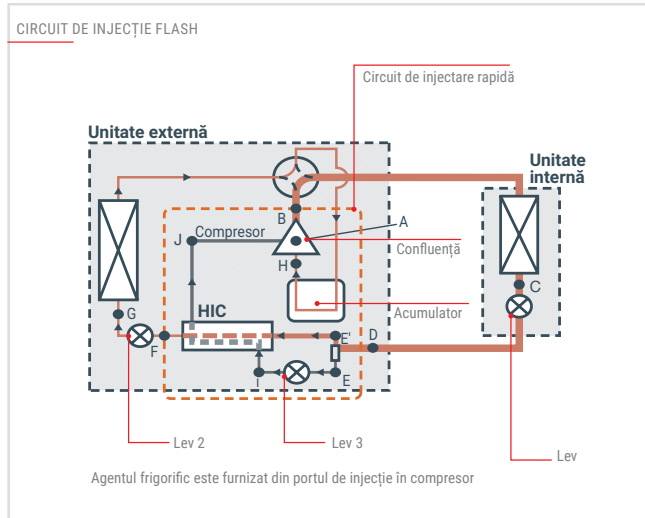 CIRCUIT DE INJECȚIE FLASH
Circuit de injectare rapidă
Unitate externă
Unitate
internă
B
A
J
Compresor
Confluență
H
C
Acumulator
G
HIC
E'
D
F
I
E
Lev 2
Lev 3
Lev
Agentul frigorific este furnizat din portul de injecție în compresor